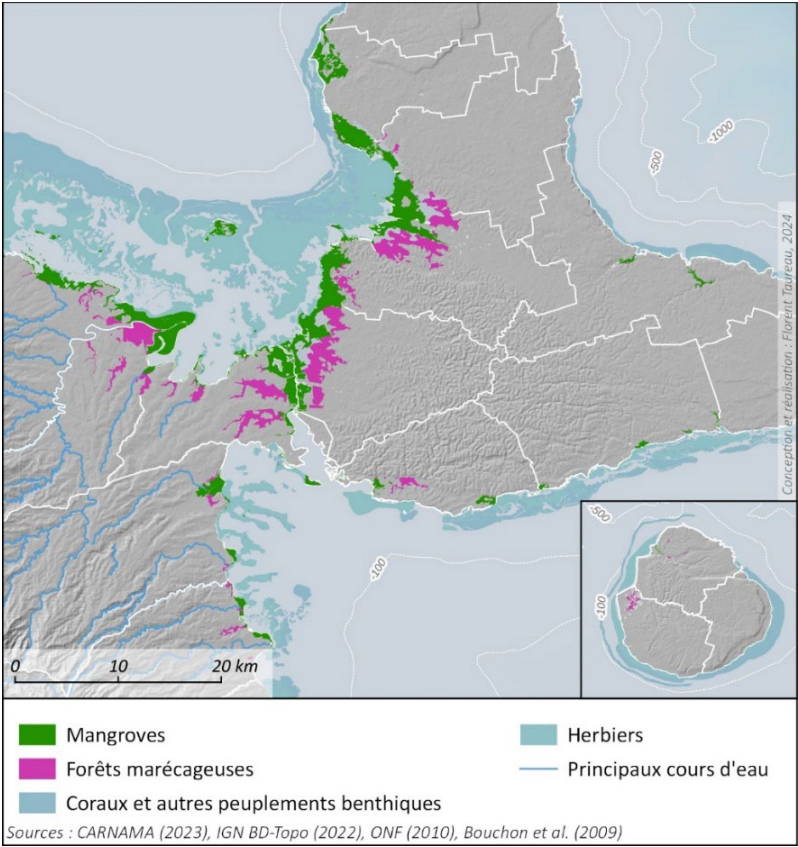 -1000
-500
Conception et réalisation : Florent Taureau, 2024
-100
-500
-100
0 10 20 km
Mangroves
Herbiers
Forêts marécageuses
Principaux cours d'eau
Coraux et autres peuplements benthiques
Sources : CARNAMA (2023), IGN BD-Topo (2022), ONF (2010), Bouchon et al. (2009)